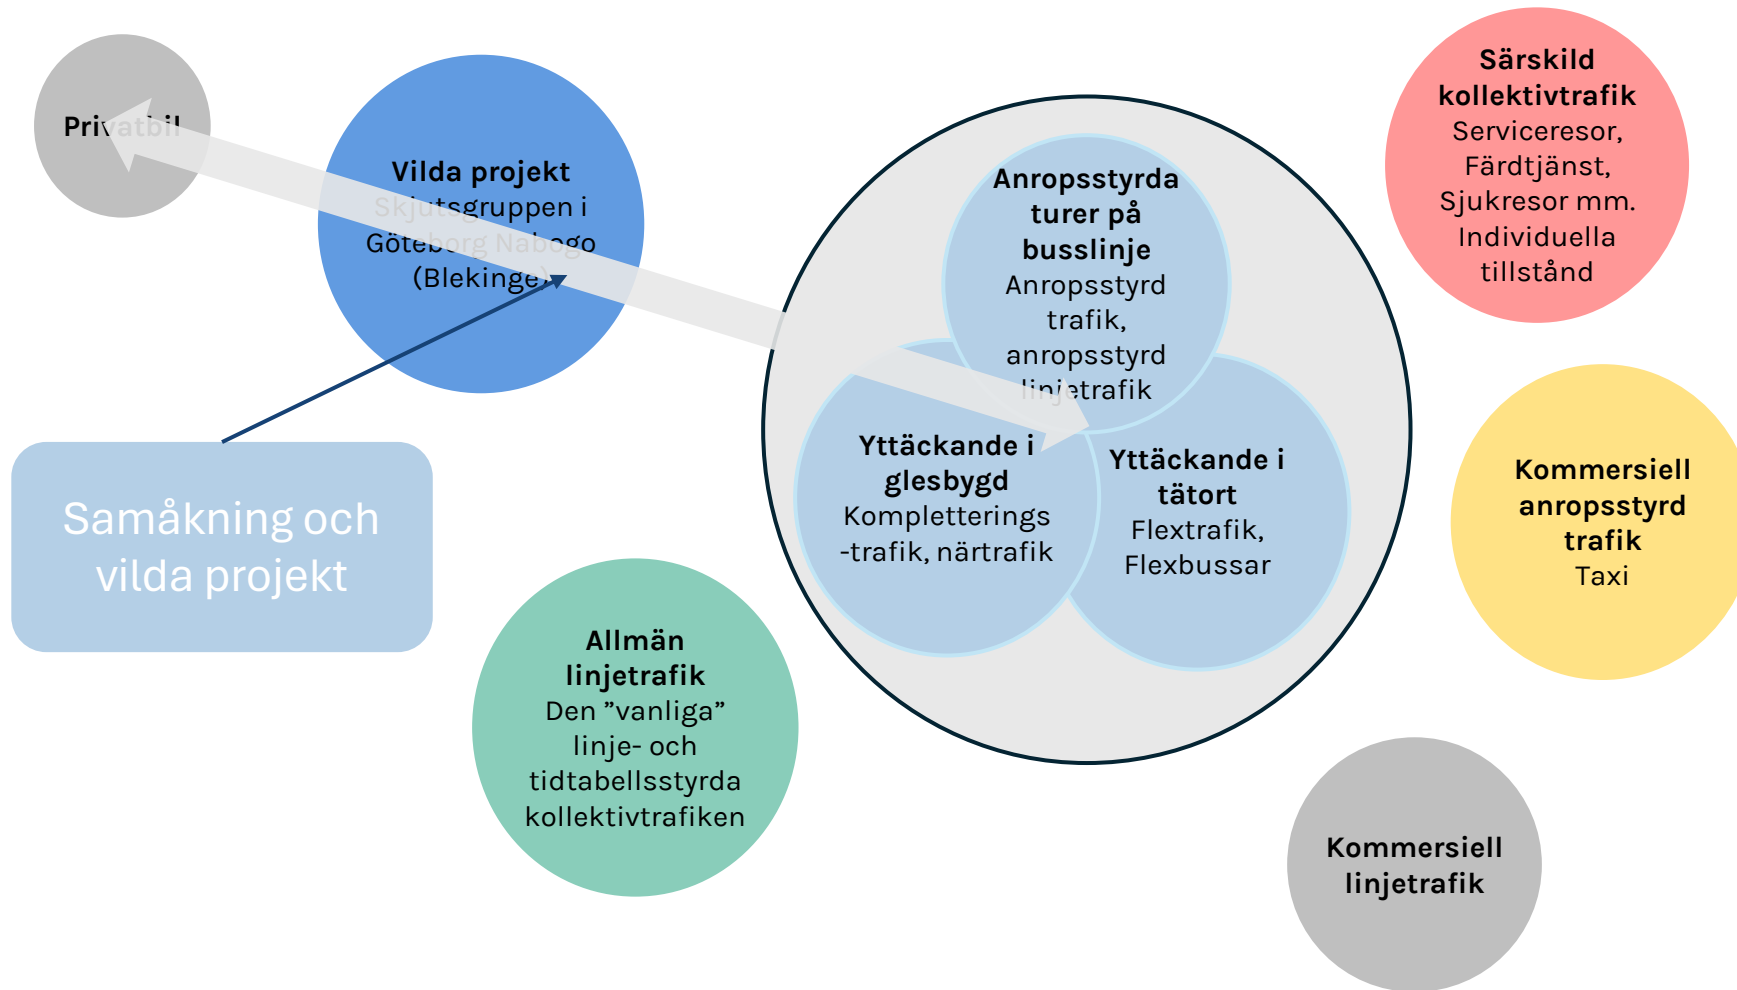 Privatbil
Vilda projekt
Skjutsgruppen i
Göteborg Nabogo
(Blekinge)
Samåkning och
vilda projekt
Allmän
linjetrafik
Den ”vanliga”
linje- och
tidtabellsstyrda
kollektivtrafiken
Anropsstyrda
turer på
busslinje
Anropsstyrd
trafik,
anropsstyrd
linjetrafik
Yttäckande i
glesbygd
Kompletterings
-trafik, närtrafik
Yttäckande i
tätort
Flextrafik,
Flexbussar
Särskild
kollektivtrafik
Serviceresor,
Färdtjänst,
Sjukresor mm.
Individuella
tillstånd
Kommersiell
anropsstyrd
trafik
Taxi
Kommersiell
linjetrafik